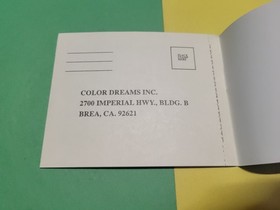 COLOR DREAMS INC.
2700 IMPERIAL HWY., BLDG. B
BREA, CA. 92621